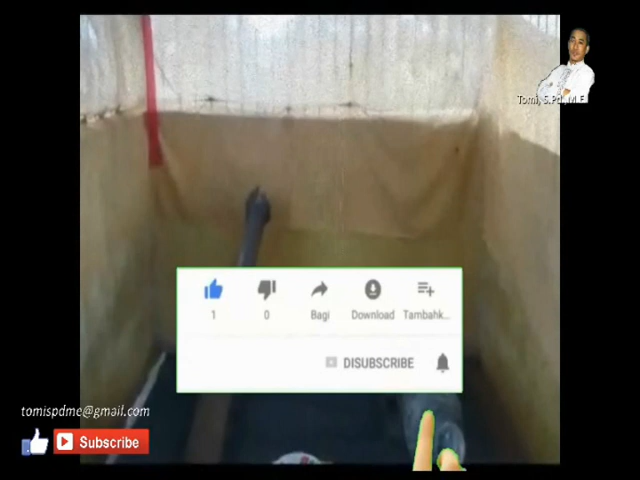 Tomi, S.Pd.,M.E
1
0
Bagi
Download
Tambahk...
DISUBSCRIBE
tomispdme@gmail.com
Subscribe